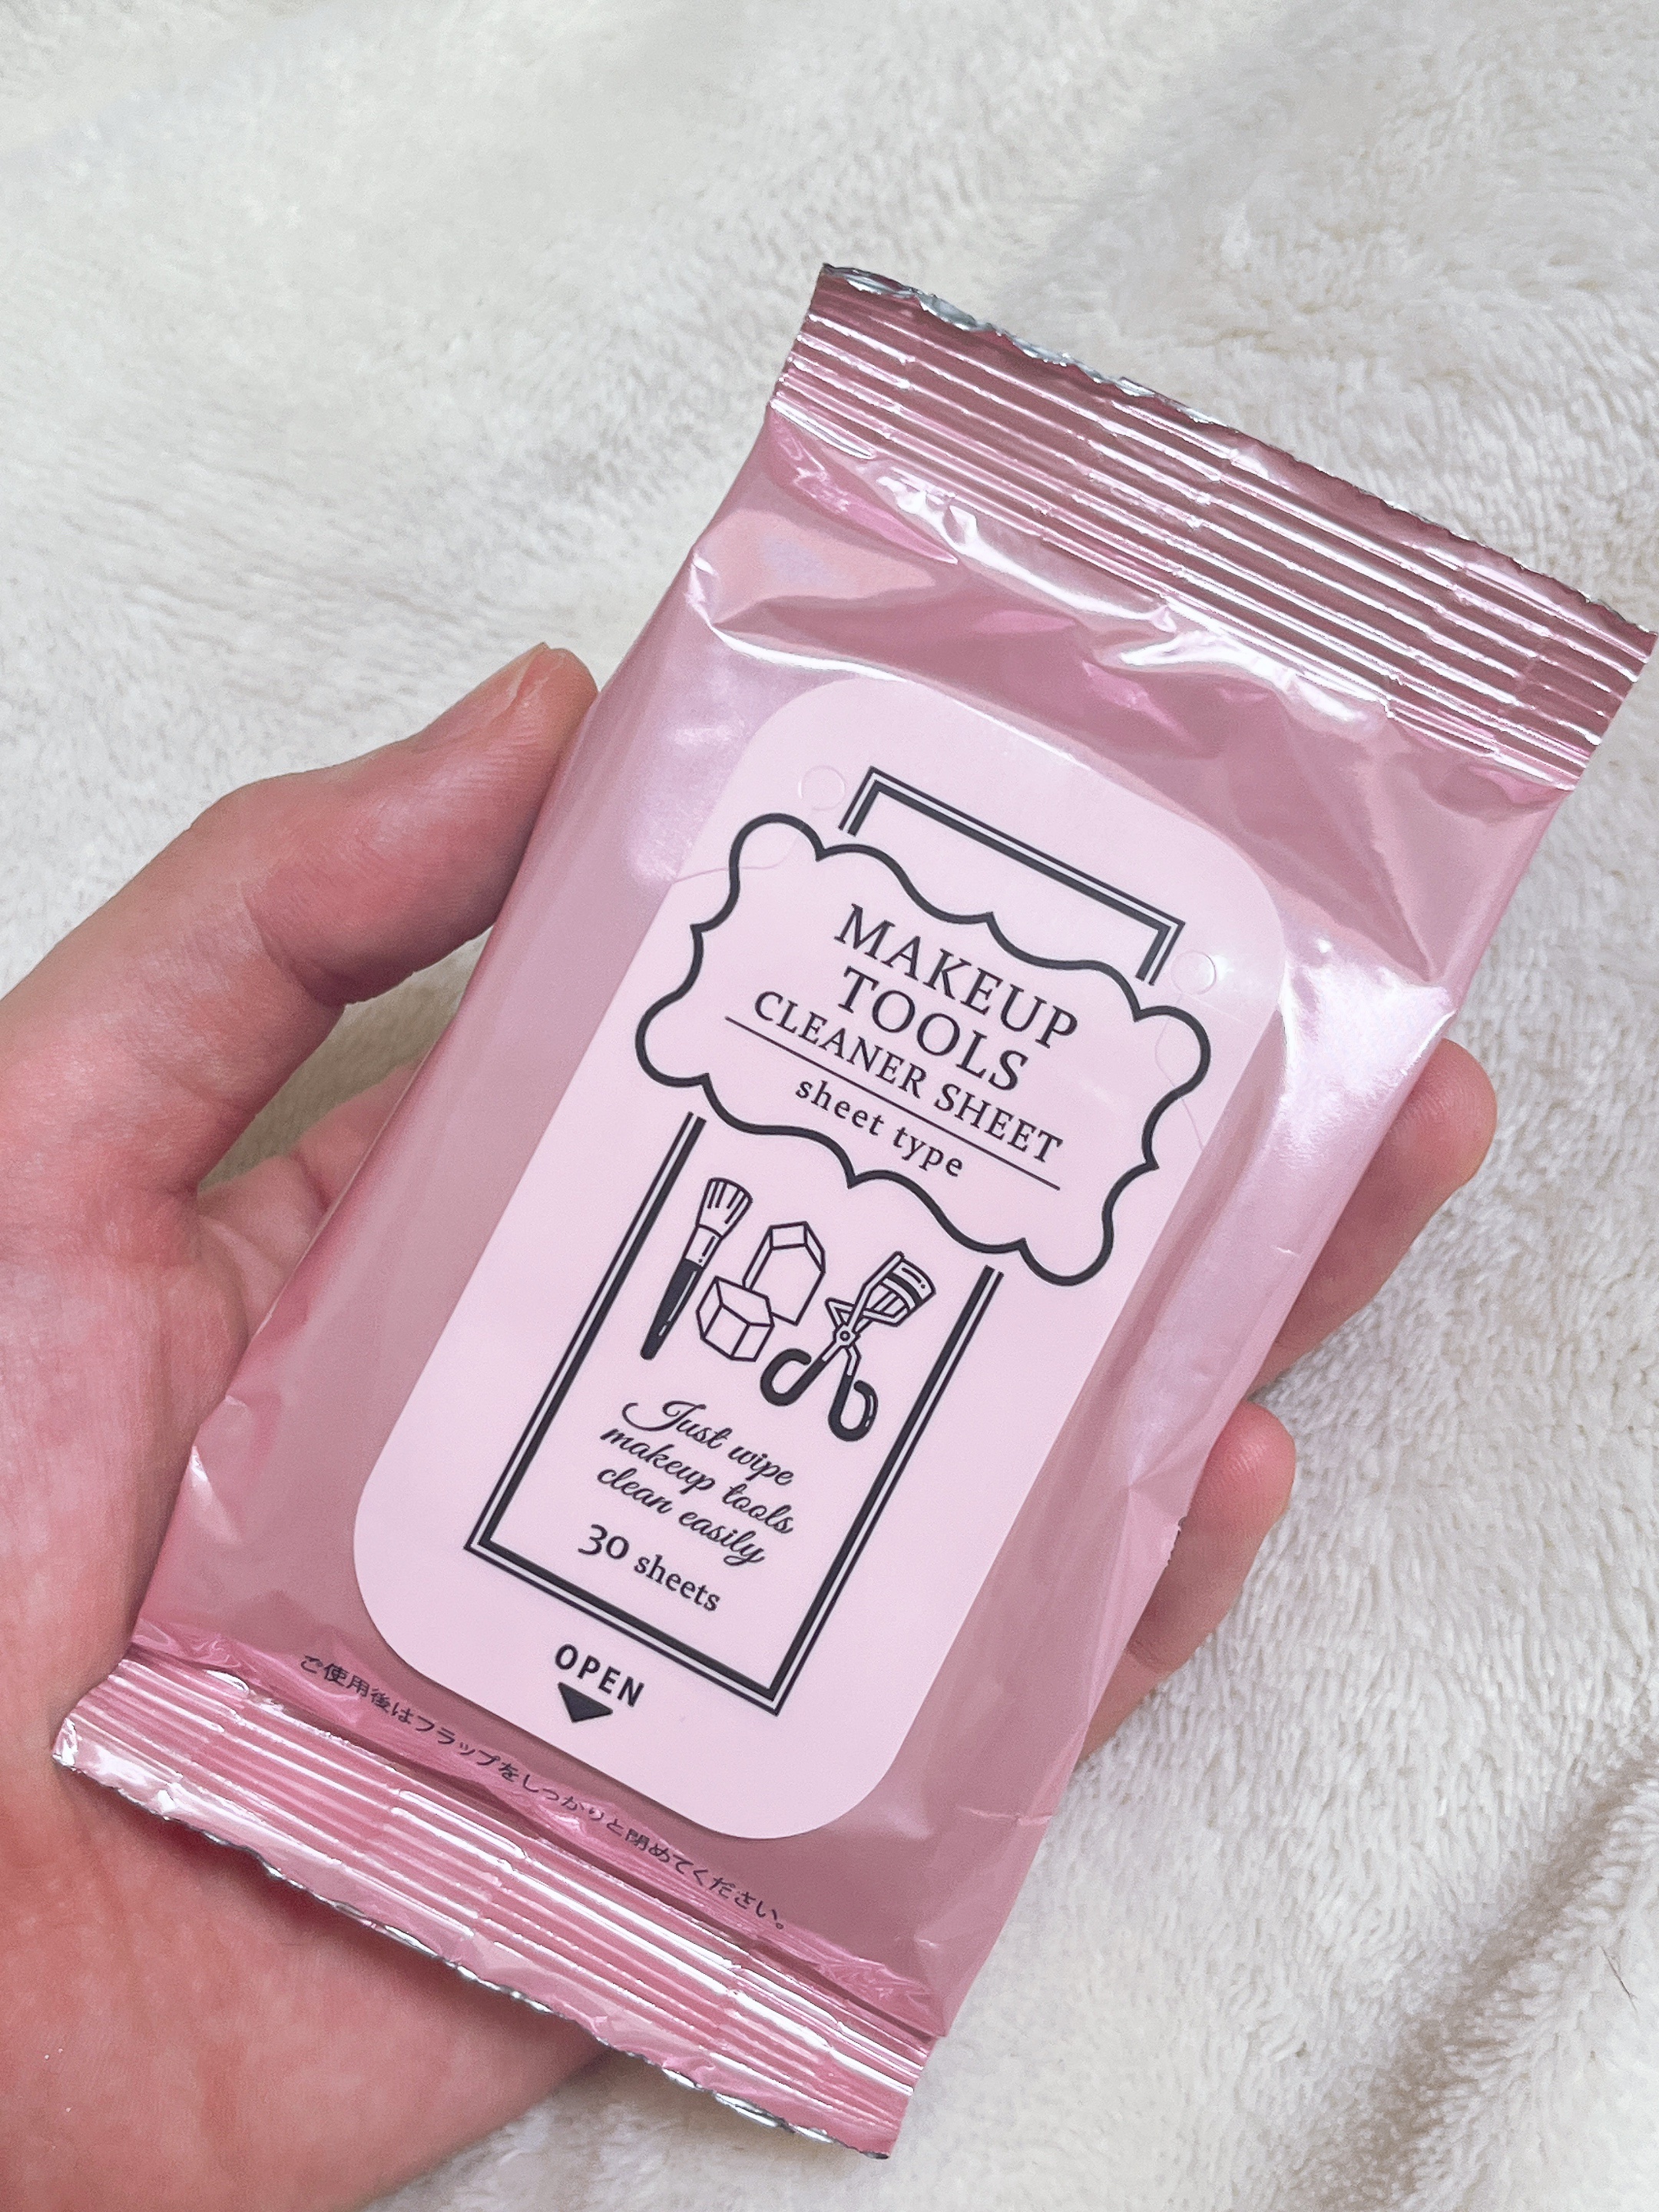 MAKEUP
TOOLS
CLEANER SHEET
sheet type
Just wipe
makeup tools
clean easily
30 sheets
OPEN
ご使用後はフラップをしっかりと閉めてください。